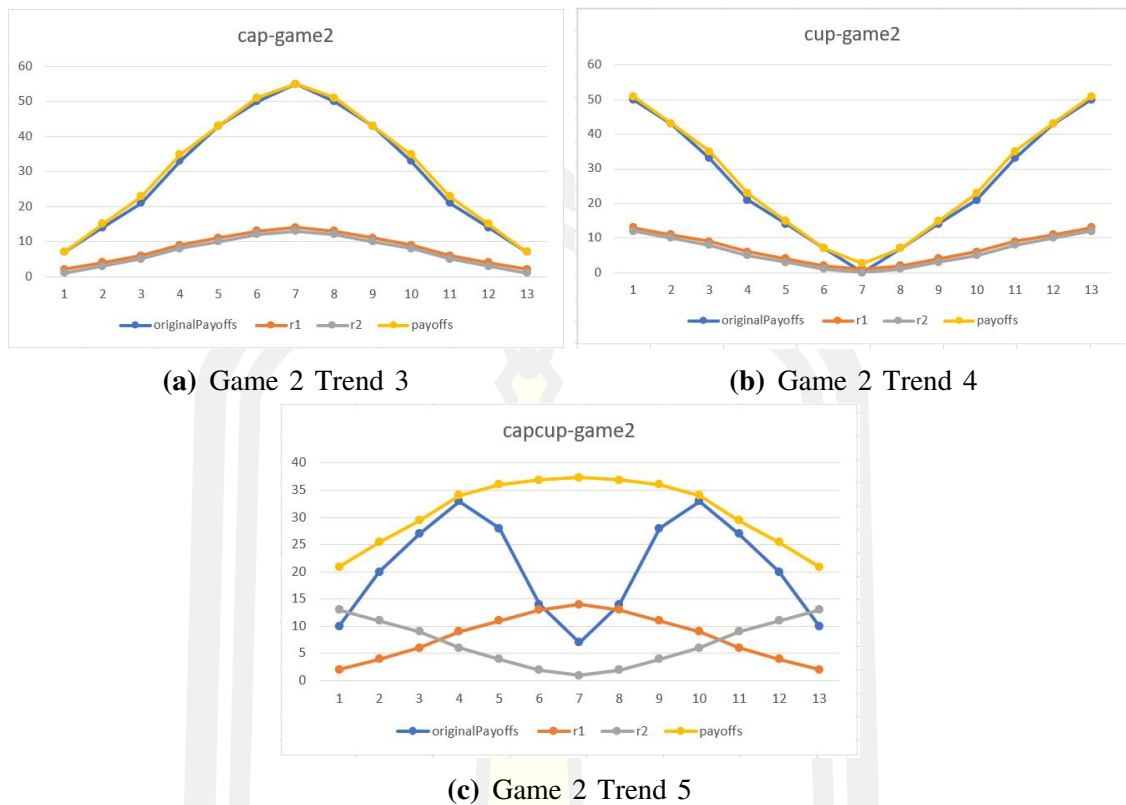 cap-game2
60
50
40
30
20
10
0
1 2 3 4 5 6 7 8 9 10 11 12 13
originalPayoffs r1 r2 payoffs
(a) Game 2 Trend 3
cup-game2
60
50
40
30
20
10
0
1 2 3 4 5 6 7 8 9 10 11 12 13
originalPayoffs r1 r2 payoffs
(b) Game 2 Trend 4
capcup-game2
40
35
30
25
20
15
10
5
0
1 2 3 4 5 6 7 8 9 10 11 12 13
originalPayoffs r1 r2 payoffs
(c) Game 2 Trend 5